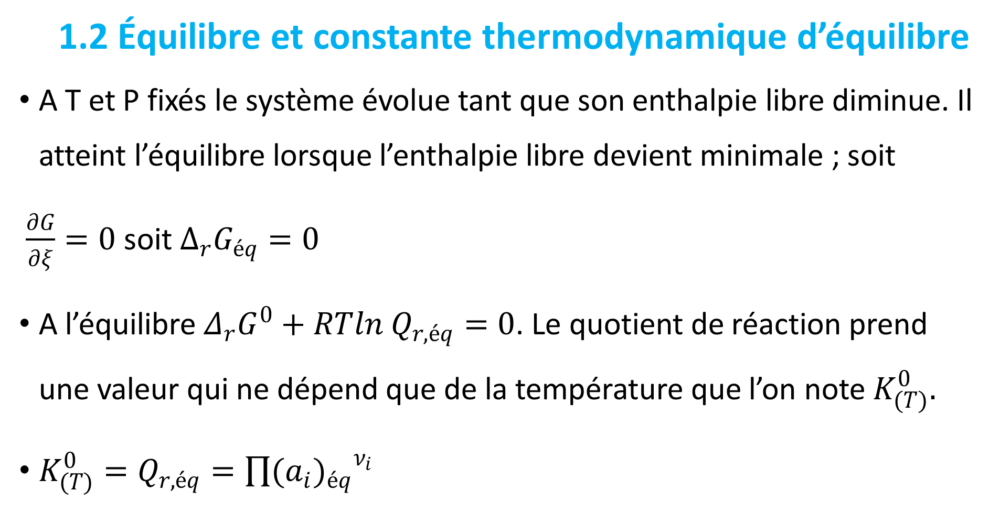 1.2 Équilibre et constante thermodynamique d’équilibre
• A T et P fixés le système évolue tant que son enthalpie libre diminue. Il
atteint l’équilibre lorsque l’enthalpie libre devient minimale ; soit
$\frac{\partial G}{\partial \xi} = 0$ soit $\Delta_r G_{éq} = 0$
• A l’équilibre $\Delta_r G^0 + RT ln\, Q_{r,éq} = 0$. Le quotient de réaction prend
une valeur qui ne dépend que de la température que l’on note $K^0_{(T)}$.
• $K^0_{(T)} = Q_{r,éq} = \prod (a_i)_{éq}{}^{\nu_i}$